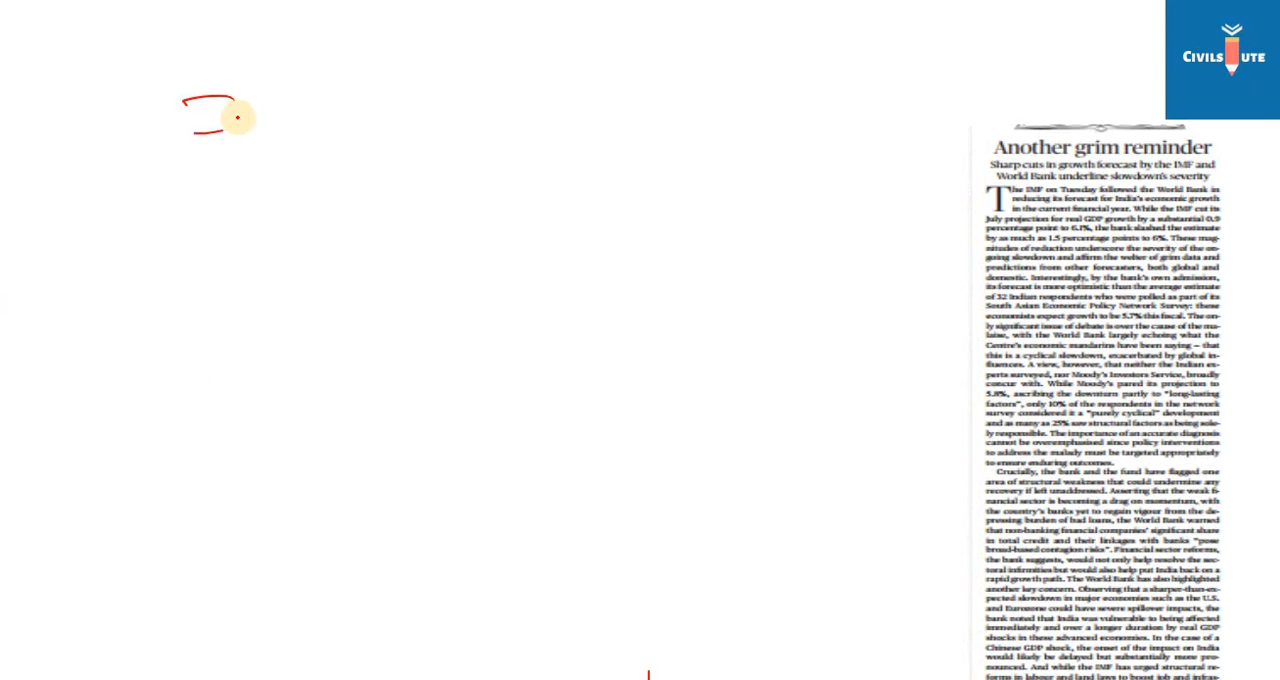 CIVILS UTE
Another grim reminder
Sharp cuts in growth forecast by the IMF and
World Bank underline slowdown's severity
The IMF on Tuesday followed the World Bank in
reducing its forecast for India's economic growth
in the current financial year. While the IMF cut its
July projection for real GDP growth by a substantial 0.9
percentage point to 6.1%, the bank slashed the estimate
by as much as 1.5 percentage points to 6%. These mag-
nitudes of reduction underscore the severity of the on-
going slowdown and affirm the welter of grim data and
predictions from other forecasters, both global and
domestic. Interestingly, by the bank's own admission,
its forecast is more optimistic than the average estimate
of 32 Indian respondents who were polled as part of its
South Asian Economic Policy Network Survey: these
economists expect growth to be 5.7% this fiscal. The on-
ly significant issue of debate is over the cause of the ma-
laise, with the World Bank largely echoing what the
Centre's economic mandarins have been saying — that
this is a cyclical slowdown, exacerbated by global in-
fluences. A view, however, that neither the Indian ex-
perts surveyed, nor Moody's Investors Service, broadly
concur with. While Moody's pared its projection to
5.8%, ascribing the downturn partly to "long-lasting
factors", only 10% of the respondents in the network
survey considered it a "purely cyclical" development
and as many as 25% saw structural factors as being sole-
ly responsible. The importance of an accurate diagnosis
cannot be overemphasised since policy interventions
to address the malady must be targeted appropriately
to ensure enduring outcomes.
Crucially, the bank and the fund have flagged one
area of structural weakness that could undermine any
recovery if left unaddressed. Asserting that the weak fi-
nancial sector is becoming a drag on momentum, with
the country's banks yet to regain vigour from the de-
pressing burden of bad loans, the World Bank warned
that non-banking financial companies' significant share
in total credit and their linkages with banks "pose
broad-based contagion risks". Financial sector reforms,
the bank suggests, would not only help resolve the sec-
toral infirmities but would also help put India back on a
rapid growth path. The World Bank has also highlighted
another key concern. Observing that a sharper-than-ex-
pected slowdown in major economies such as the U.S.
and Eurozone could have severe spillover impacts, the
bank noted that India was vulnerable to being affected
immediately and over a longer duration by real GDP
shocks in these advanced economies. In the case of a
Chinese GDP shock, the onset of the impact on India
would likely be delayed but substantially more pro-
nounced. And while the IMF has urged structural re-
forms in labour and land laws to boost job and infras-